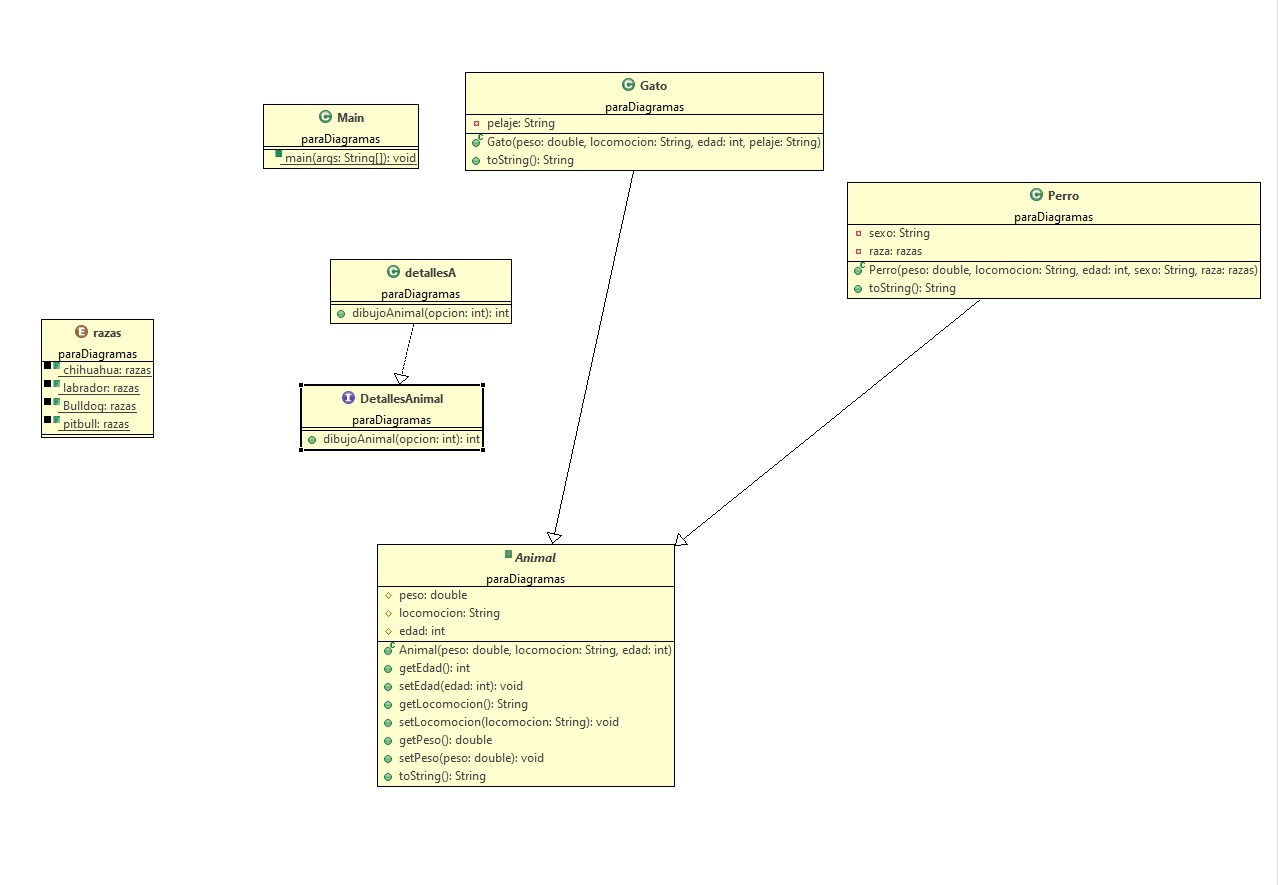 Main
paraDiagramas
main(args: String[]): void
Gato
paraDiagramas
pelaje: String
Gato(peso: double, locomocion: String, edad: int, pelaje: String)
toString(): String
Perro
paraDiagramas
sexo: String
raza: razas
Perro(peso: double, locomocion: String, edad: int, sexo: String, raza: razas)
toString(): String
detallesA
paraDiagramas
dibujoAnimal(opcion: int): int
razas
paraDiagramas
chihuahua: razas
labrador: razas
Bulldog: razas
pitbull: razas
DetallesAnimal
paraDiagramas
dibujoAnimal(opcion: int): int
Animal
paraDiagramas
peso: double
locomocion: String
edad: int
Animal(peso: double, locomocion: String, edad: int)
getEdad(): int
setEdad(edad: int): void
getLocomocion(): String
setLocomocion(locomocion: String): void
getPeso(): double
setPeso(peso: double): void
toString(): String